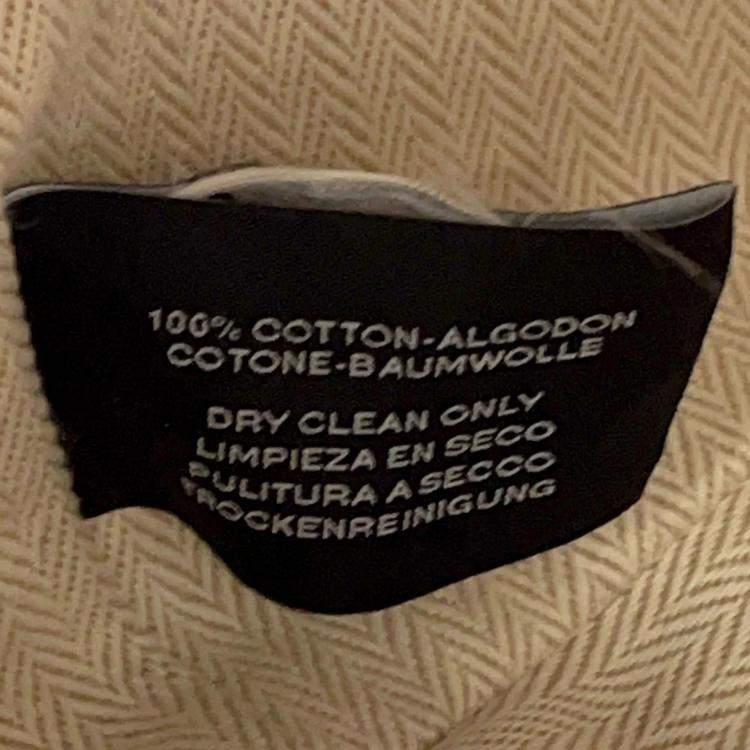 100% COTTON-ALGODON
COTONE-BAUMWOLLE
DRY CLEAN ONLY
LIMPIEZA EN SECO
PULITURA A SECCO
TROCKENREINIGUNG